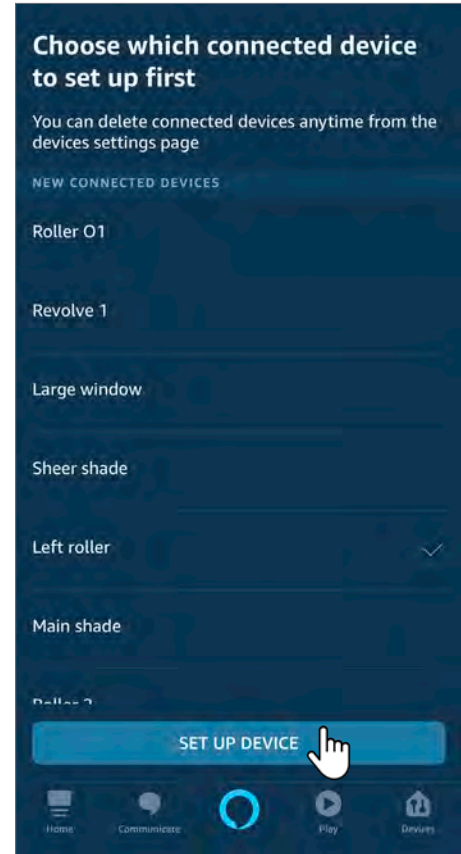 Choose which connected device
to set up first
You can delete connected devices anytime from the
devices settings page
NEW CONNECTED DEVICES
Roller O1
Revolve 1
Large window
Sheer shade
Left roller
Main shade
Roller 2
SET UP DEVICE
Home Communicate Play Devices